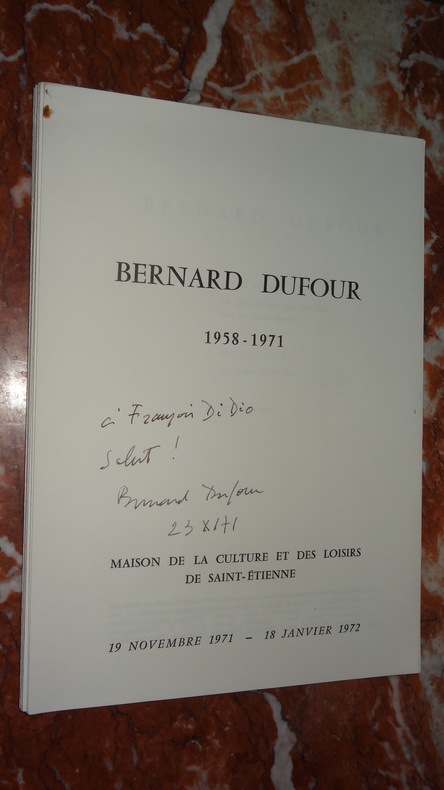 BERNARD DUFOUR
1958-1971
à François Di Dio
Salut !
Bernard Dufour
23 XI 71
MAISON DE LA CULTURE ET DES LOISIRS
DE SAINT-ÉTIENNE
19 NOVEMBRE 1971 – 18 JANVIER 1972